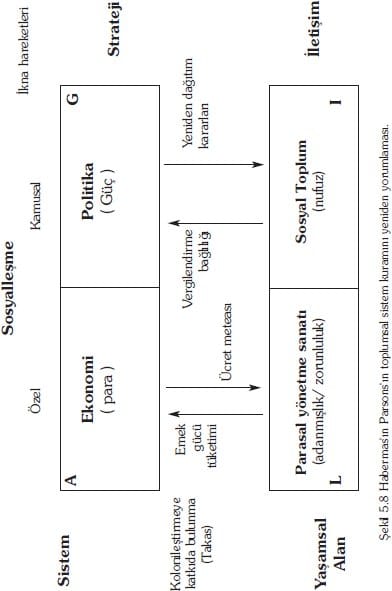 Sosyalleşme
Özel
Kamusal
İkna hareketleri
Sistem
A
Ekonomi
( para )
Politika
( Güç )
G
Strateji
Kolonileştirmeye
katkıda bulunma
(Takas)
Emek
gücü
tüketimi
Ücret meteası
Vergilendirme
bağlılığı
Yeniden dağıtım
kararları
Yaşamsal
Alan
L
Parasal yönetme sanatı
(adanmışlık/ zorunluluk)
Sosyal Toplum
(nufuz)
I
İletişim
Şekil 5.8 Habermas'ın Parsons'ın toplumsal sistem kuramını yeniden yorumlaması.